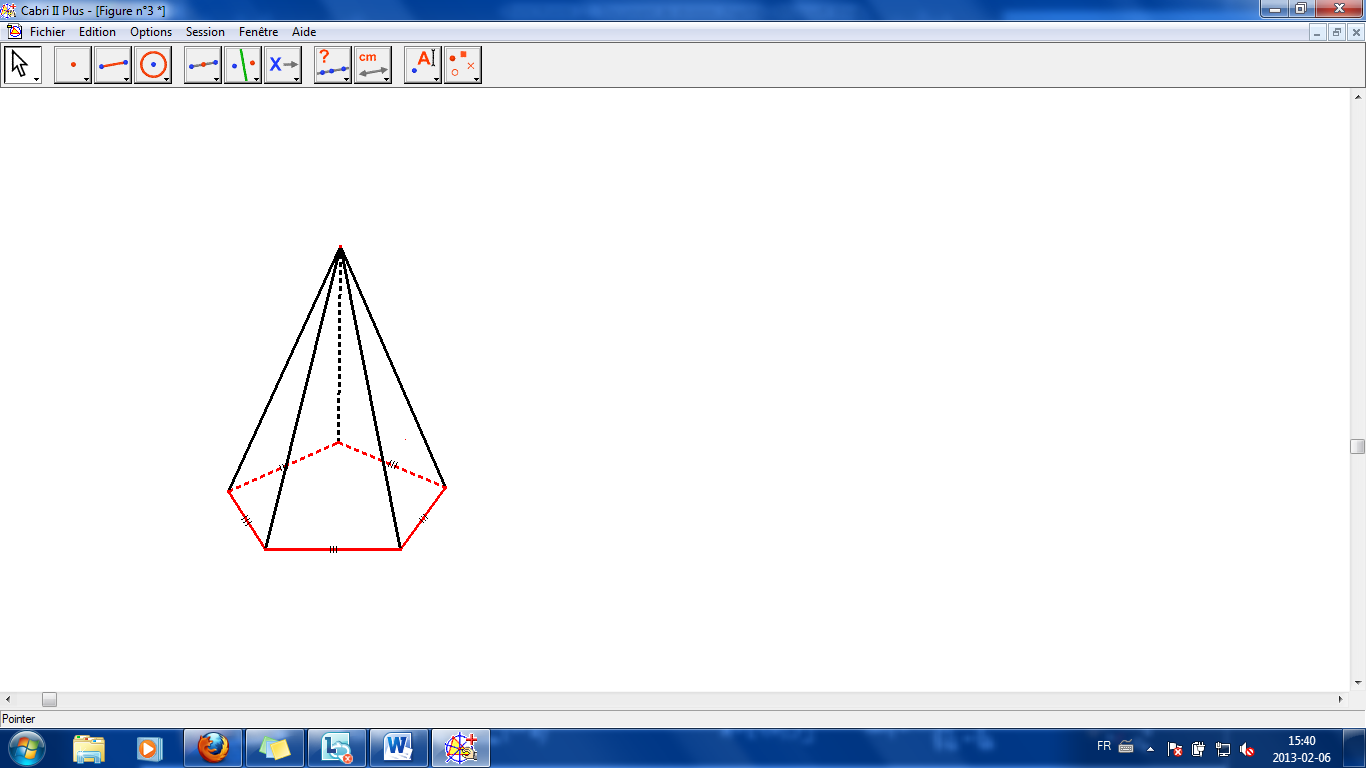 Cabri II Plus - [Figure n°3 *]
Fichier Edition Options Session Fenêtre Aide
X ? cm A
Pointer
FR 15:40
2013-02-06